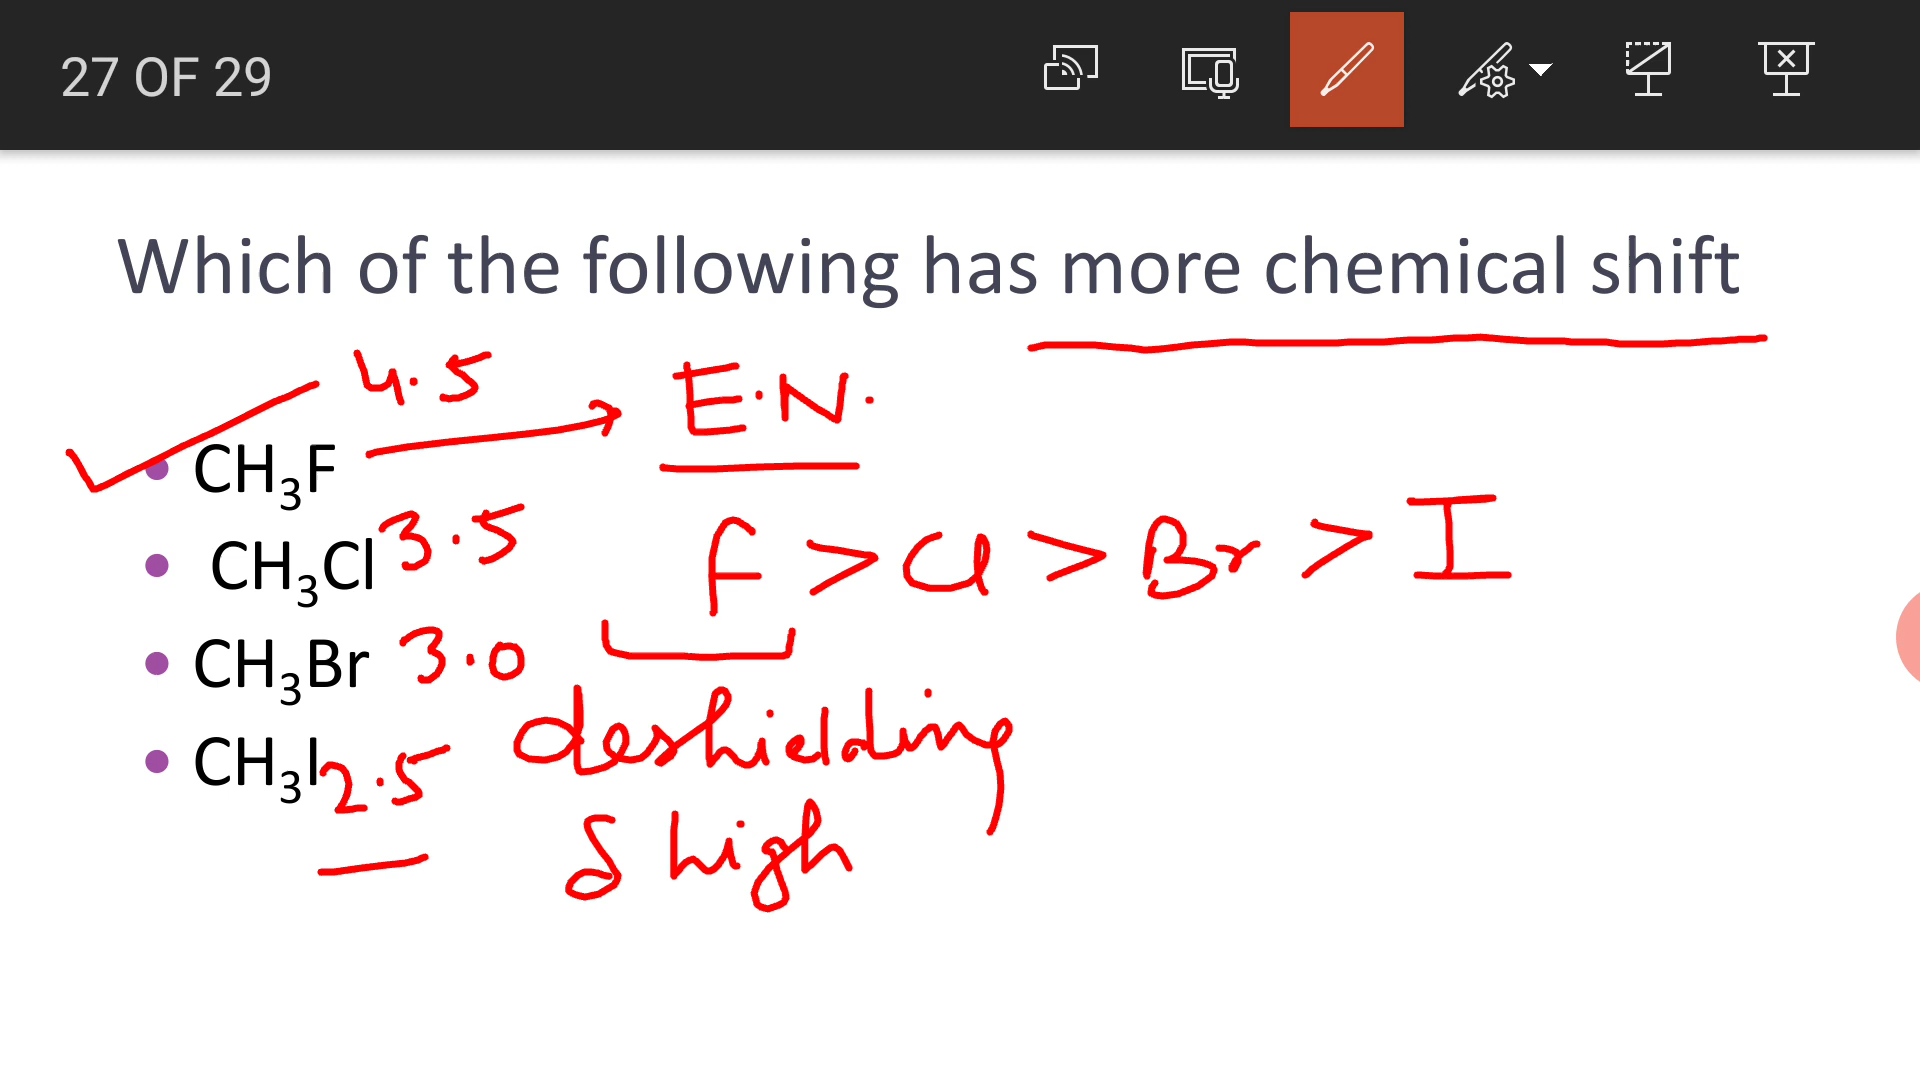 27 OF 29
Which of the following has more chemical shift
4.5
E.N.
• CH₃F
• CH₃Cl 3.5
F > Cl > Br > I
• CH₃Br 3.0
deshielding
• CH₃I 2.5
δ high